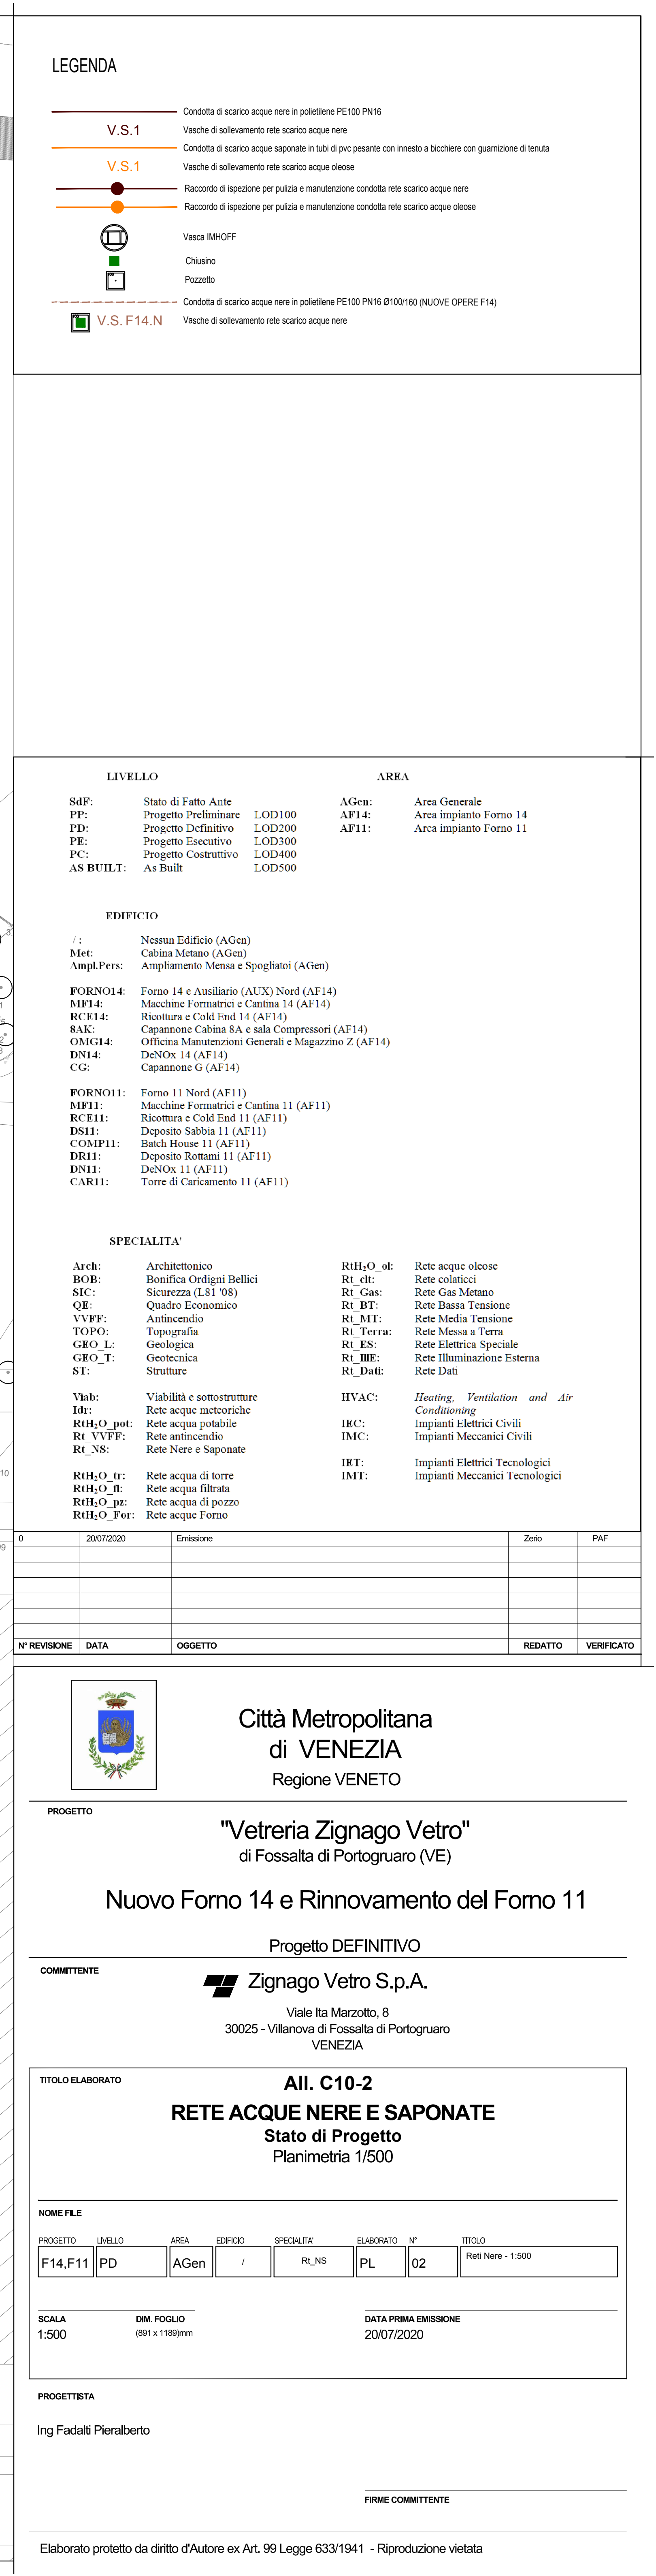 LEGENDA
Condotta di scarico acque nere in polietilene PE100 PN16
V.S.1 Vasche di sollevamento rete scarico acque nere
Condotta di scarico acque saponate in tubi di pvc pesante con innesto a bicchiere con guarnizione di tenuta
V.S.1 Vasche di sollevamento rete scarico acque oleose
Raccordo di ispezione per pulizia e manutenzione condotta rete scarico acque nere
Raccordo di ispezione per pulizia e manutenzione condotta rete scarico acque oleose
Vasca IMHOFF
Chiusino
Pozzetto
Condotta di scarico acque nere in polietilene PE100 PN16 Ø100/160 (NUOVE OPERE F14)
V.S. F14.N Vasche di sollevamento rete scarico acque nere
LIVELLO AREA
SdF: Stato di Fatto Ante AGen: Area Generale
PP: Progetto Preliminare LOD100 AF14: Area impianto Forno 14
PD: Progetto Definitivo LOD200 AF11: Area impianto Forno 11
PE: Progetto Esecutivo LOD300
PC: Progetto Costruttivo LOD400
AS BUILT: As Built LOD500
EDIFICIO
/ : Nessun Edificio (AGen)
Met: Cabina Metano (AGen)
Ampl.Pers: Ampliamento Mensa e Spogliatoi (AGen)
FORNO14: Forno 14 e Ausiliario (AUX) Nord (AF14)
MF14: Macchine Formatrici e Cantina 14 (AF14)
RCE14: Ricottura e Cold End 14 (AF14)
8AK: Capannone Cabina 8A e sala Compressori (AF14)
OMG14: Officina Manutenzioni Generali e Magazzino Z (AF14)
DN14: DeNOx 14 (AF14)
CG: Capannone G (AF14)
FORNO11: Forno 11 Nord (AF11)
MF11: Macchine Formatrici e Cantina 11 (AF11)
RCE11: Ricottura e Cold End 11 (AF11)
DS11: Deposito Sabbia 11 (AF11)
COMP11: Batch House 11 (AF11)
DR11: Deposito Rottami 11 (AF11)
DN11: DeNOx 11 (AF11)
CAR11: Torre di Caricamento 11 (AF11)
SPECIALITA'
Arch: Architettonico RtH2O_ol: Rete acque oleose
BOB: Bonifica Ordigni Bellici Rt_clt: Rete colaticci
SIC: Sicurezza (L81 '08) Rt_Gas: Rete Gas Metano
QE: Quadro Economico Rt_BT: Rete Bassa Tensione
VVFF: Antincendio Rt_MT: Rete Media Tensione
TOPO: Topografia Rt_Terra: Rete Messa a Terra
GEO_L: Geologica Rt_ES: Rete Elettrica Speciale
GEO_T: Geotecnica Rt_IllE: Rete Illuminazione Esterna
ST: Strutture Rt_Dati: Rete Dati
Viab: Viabilità e sottostrutture HVAC: Heating, Ventilation and Air
Idr: Rete acque meteoriche Conditioning
RtH2O_pot: Rete acqua potabile IEC: Impianti Elettrici Civili
Rt_VVFF: Rete antincendio IMC: Impianti Meccanici Civili
Rt_NS: Rete Nere e Saponate
IET: Impianti Elettrici Tecnologici
RtH2O_tr: Rete acqua di torre IMT: Impianti Meccanici Tecnologici
RtH2O_fl: Rete acqua filtrata
RtH2O_pz: Rete acqua di pozzo
RtH2O_For: Rete acque Forno
0 20/07/2020 Emissione Zerio PAF
N° REVISIONE DATA OGGETTO REDATTO VERIFICATO
Città Metropolitana
di VENEZIA
Regione VENETO
PROGETTO
"Vetreria Zignago Vetro"
di Fossalta di Portogruaro (VE)
Nuovo Forno 14 e Rinnovamento del Forno 11
Progetto DEFINITIVO
COMMITTENTE
Zignago Vetro S.p.A.
Viale Ita Marzotto, 8
30025 - Villanova di Fossalta di Portogruaro
VENEZIA
TITOLO ELABORATO
All. C10-2
RETE ACQUE NERE E SAPONATE
Stato di Progetto
Planimetria 1/500
NOME FILE
PROGETTO LIVELLO AREA EDIFICIO SPECIALITA' ELABORATO N° TITOLO
F14,F11 PD AGen / Rt_NS PL 02 Reti Nere - 1:500
SCALA DIM. FOGLIO DATA PRIMA EMISSIONE
1:500 (891 x 1189)mm 20/07/2020
PROGETTISTA
Ing Fadalti Pieralberto
FIRME COMMITTENTE
Elaborato protetto da diritto d'Autore ex Art. 99 Legge 633/1941 - Riproduzione vietata